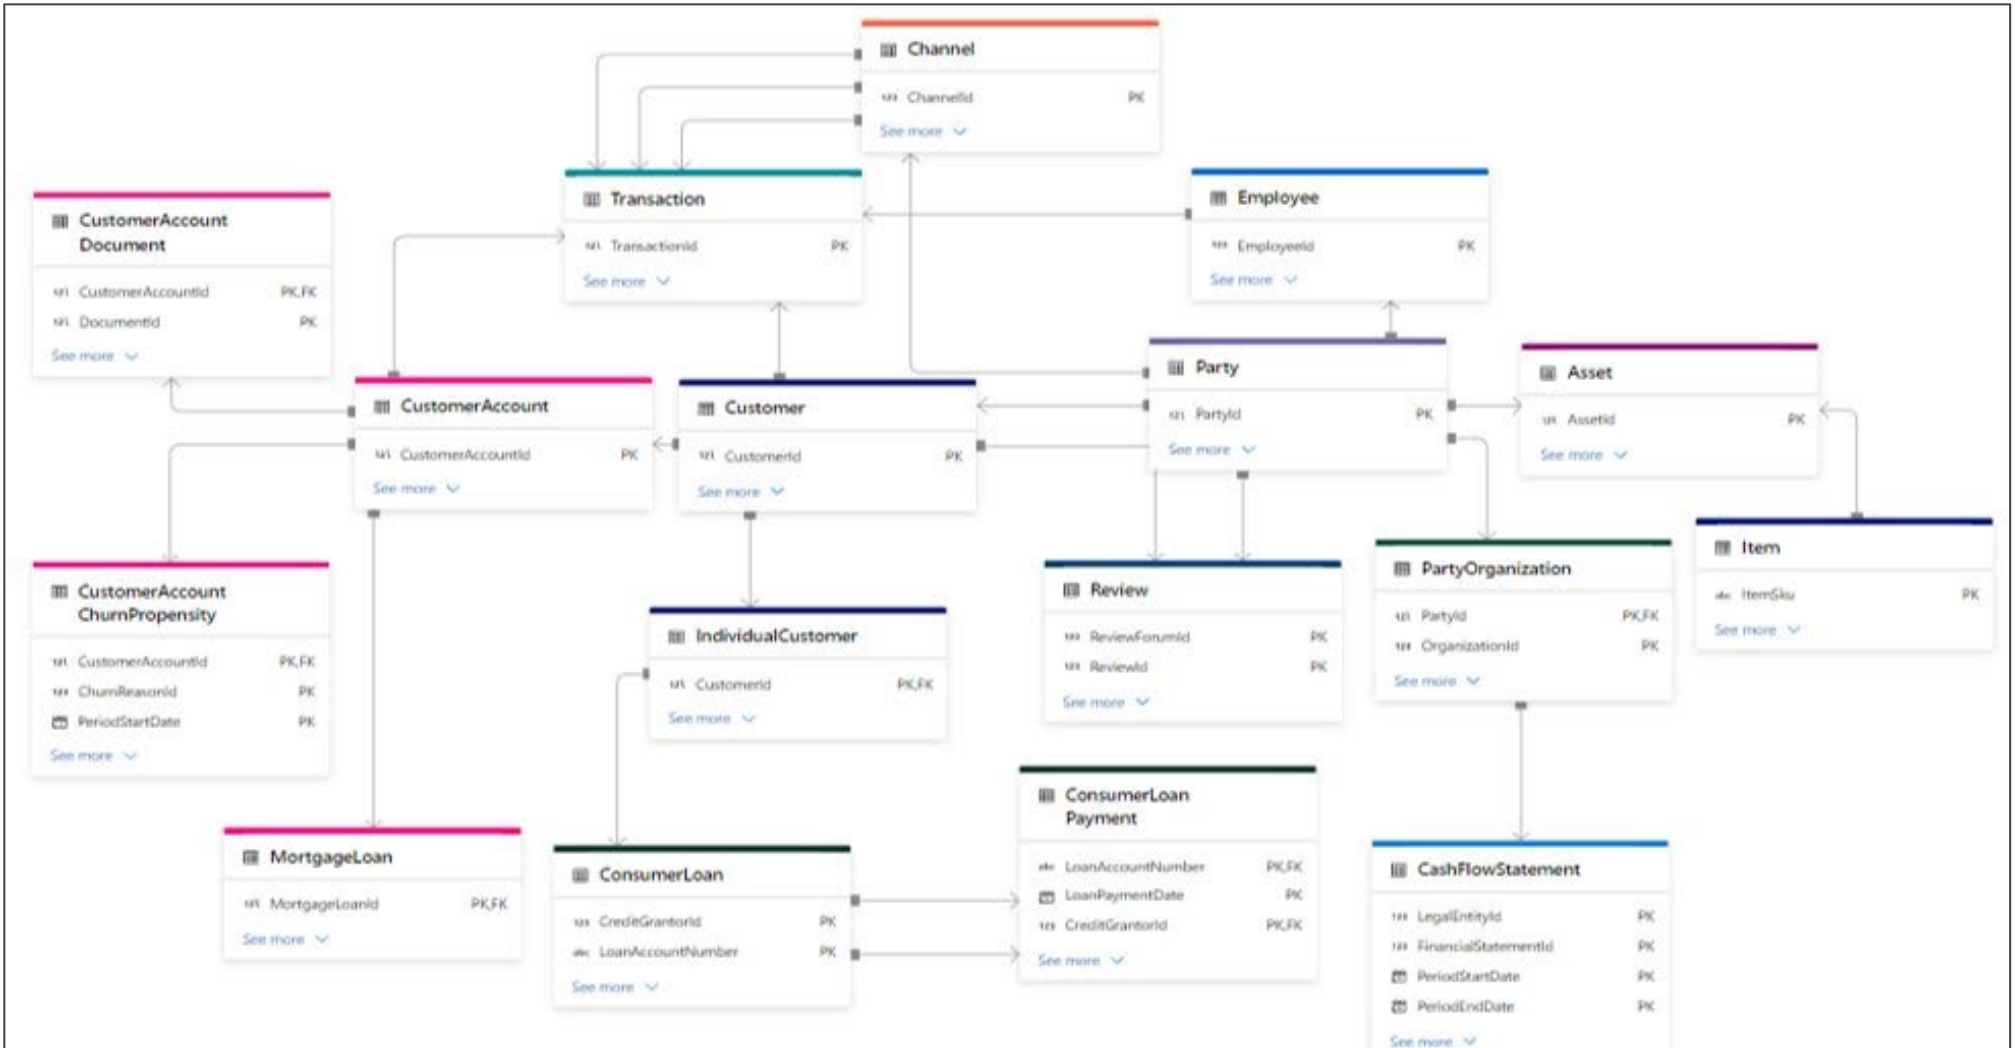 Channel
ChannelId PK
See more
Transaction
TransactionId PK
See more
Employee
EmployeeId PK
See more
CustomerAccount
Document
CustomerAccountId PK,FK
DocumentId PK
See more
CustomerAccount
CustomerAccountId PK
See more
Customer
CustomerId PK
See more
Party
PartyId PK
See more
Asset
AssetId PK
See more
CustomerAccount
ChurnPropensity
CustomerAccountId PK,FK
ChurnReasonId PK
PeriodStartDate PK
See more
IndividualCustomer
CustomerId PK,FK
See more
Review
ReviewForumId PK
ReviewId PK
See more
PartyOrganization
PartyId PK,FK
OrganizationId PK
See more
Item
abc ItemSku PK
See more
MortgageLoan
MortgageLoanId PK,FK
See more
ConsumerLoan
CreditGrantorId PK
abc LoanAccountNumber PK
See more
ConsumerLoan
Payment
abc LoanAccountNumber PK,FK
LoanPaymentDate PK
CreditGrantorId PK,FK
See more
CashFlowStatement
LegalEntityId PK
FinancialStatementId PK
PeriodStartDate PK
PeriodEndDate PK
See more